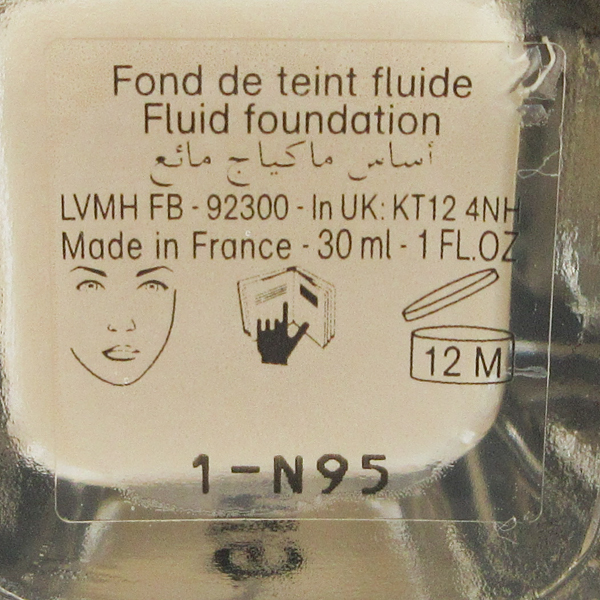 Fond de teint fluide
Fluid foundation
أساس ماكياج مائع
LVMH FB - 92300 - In UK: KT12 4NH
Made in France - 30 ml - 1 FL.OZ
12 M
1-N95